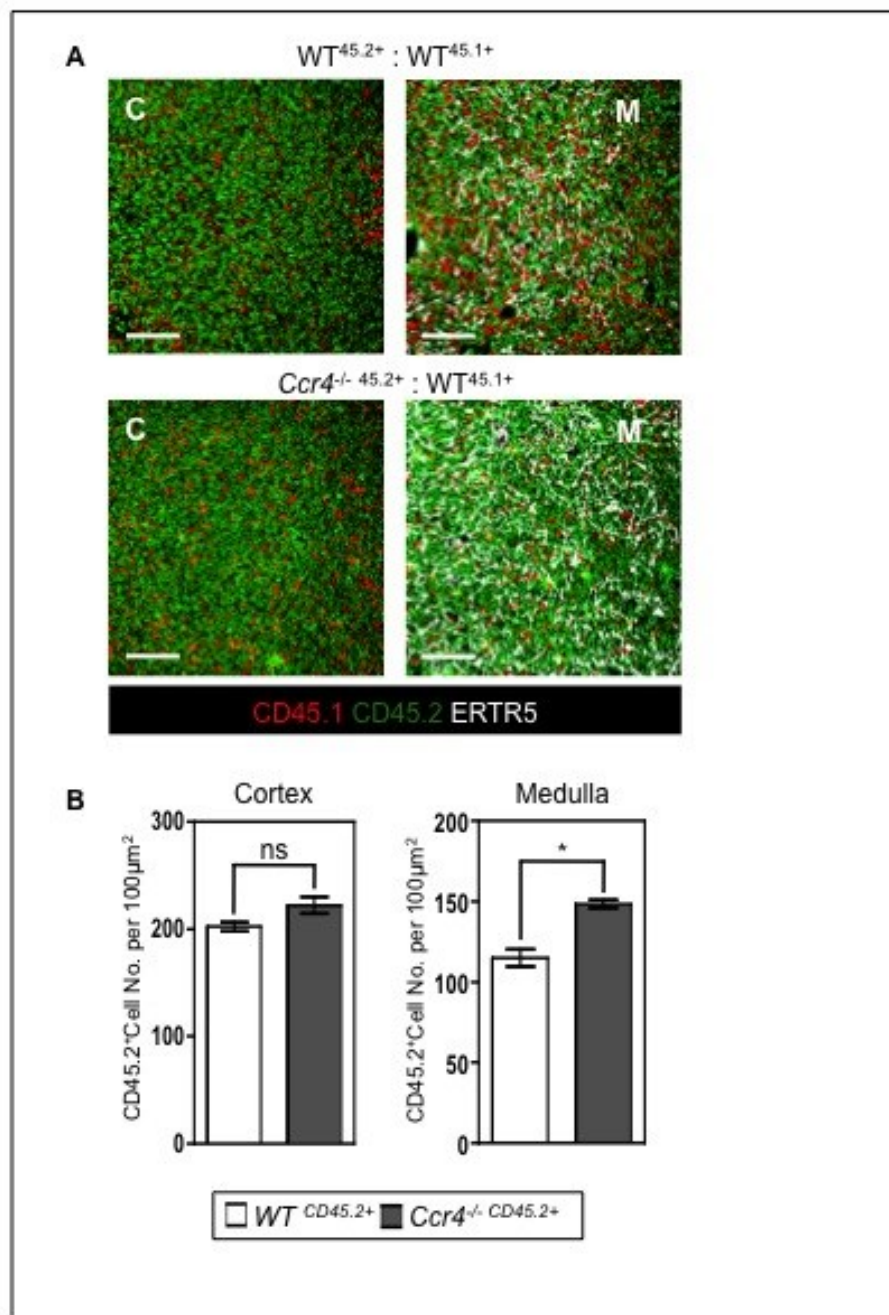 A
WT45.2+ : WT45.1+
C
M
Ccr4-/- 45.2+ : WT45.1+
C
M
CD45.1 CD45.2 ERTR5
B
Cortex
Medulla
CD45.2+Cell No. per 100µm2
300
200
100
0
ns
CD45.2+Cell No. per 100µm2
200
150
100
50
0
*
WT CD45.2+ Ccr4-/- CD45.2+